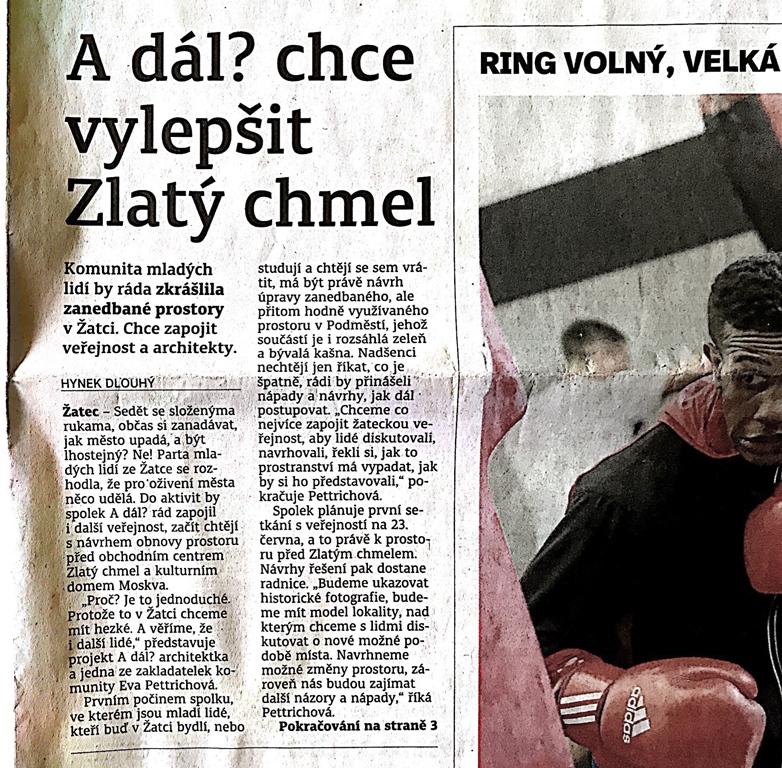 A dál? chce
vylepšit
Zlatý chmel
Komunita mladých
lidí by ráda zkrášlila
zanedbané prostory
v Žatci. Chce zapojit
veřejnost a architekty.
HYNEK DLOUHÝ
Žatec – Sedět se složenýma
rukama, občas si zanadávat,
jak město upadá, a být
lhostejný? Ne! Parta mla-
dých lidí ze Žatce se roz-
hodla, že pro oživení města
něco udělá. Do aktivit by
spolek A dál? rád zapojil
i další veřejnost, začít chtějí
s návrhem obnovy prostoru
před obchodním centrem
Zlatý chmel a kulturním
domem Moskva.
„Proč? Je to jednoduché.
Protože to v Žatci chceme
mít hezké. A věříme, že
i další lidé,“ představuje
projekt A dál? architektka
a jedna ze zakladatelek ko-
munity Eva Pettrichová.
Prvním počinem spolku,
ve kterém jsou mladí lidé,
kteří buď v Žatci bydlí, nebo
studují a chtějí se sem vrá-
tit, má být právě návrh
úpravy zanedbaného, ale
přitom hodně využívaného
prostoru v Podměstí, jehož
součástí je i rozsáhlá zeleň
a bývalá kašna. Nadšenci
nechtějí jen říkat, co je
špatně, rádi by přinášeli
nápady a návrhy, jak dál
postupovat. „Chceme co
nejvíce zapojit žateckou ve-
řejnost, aby lidé diskutovali,
navrhovali, řekli si, jak to
prostranství má vypadat, jak
by si ho představovali,“ po-
kračuje Pettrichová.
Spolek plánuje první se-
tkání s veřejností na 23.
června, a to právě k prosto-
ru před Zlatým chmelem.
Návrhy řešení pak dostane
radnice. „Budeme ukazovat
historické fotografie, bude-
me mít model lokality, nad
kterým chceme s lidmi dis-
kutovat o nové možné po-
době místa. Navrhneme
možné změny prostoru, zá-
roveň nás budou zajímat
další názory a nápady,“ říká
Pettrichová.
Pokračování na straně 3
RING VOLNÝ, VELKÁ
adidas